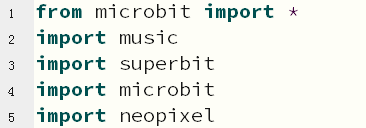 1 from microbit import *
2 import music
3 import superbit
4 import microbit
5 import neopixel